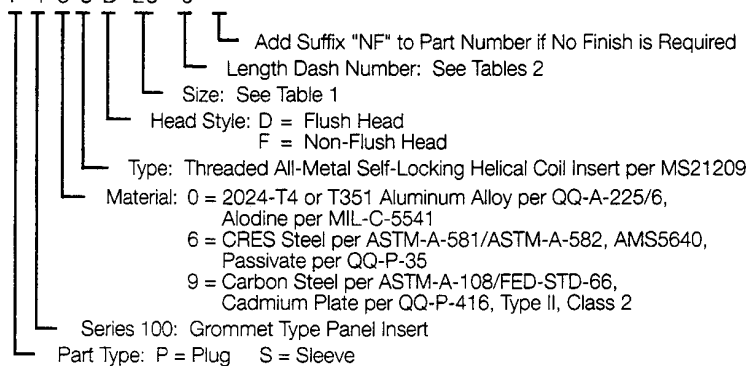 Add Suffix "NF" to Part Number if No Finish is Required
Length Dash Number: See Tables 2
Size: See Table 1
Head Style: D = Flush Head
F = Non-Flush Head
Type: Threaded All-Metal Self-Locking Helical Coil Insert per MS21209
Material: 0 = 2024-T4 or T351 Aluminum Alloy per QQ-A-225/6,
Alodine per MIL-C-5541
6 = CRES Steel per ASTM-A-581/ASTM-A-582, AMS5640,
Passivate per QQ-P-35
9 = Carbon Steel per ASTM-A-108/FED-STD-66,
Cadmium Plate per QQ-P-416, Type II, Class 2
Series 100: Grommet Type Panel Insert
Part Type: P = Plug S = Sleeve